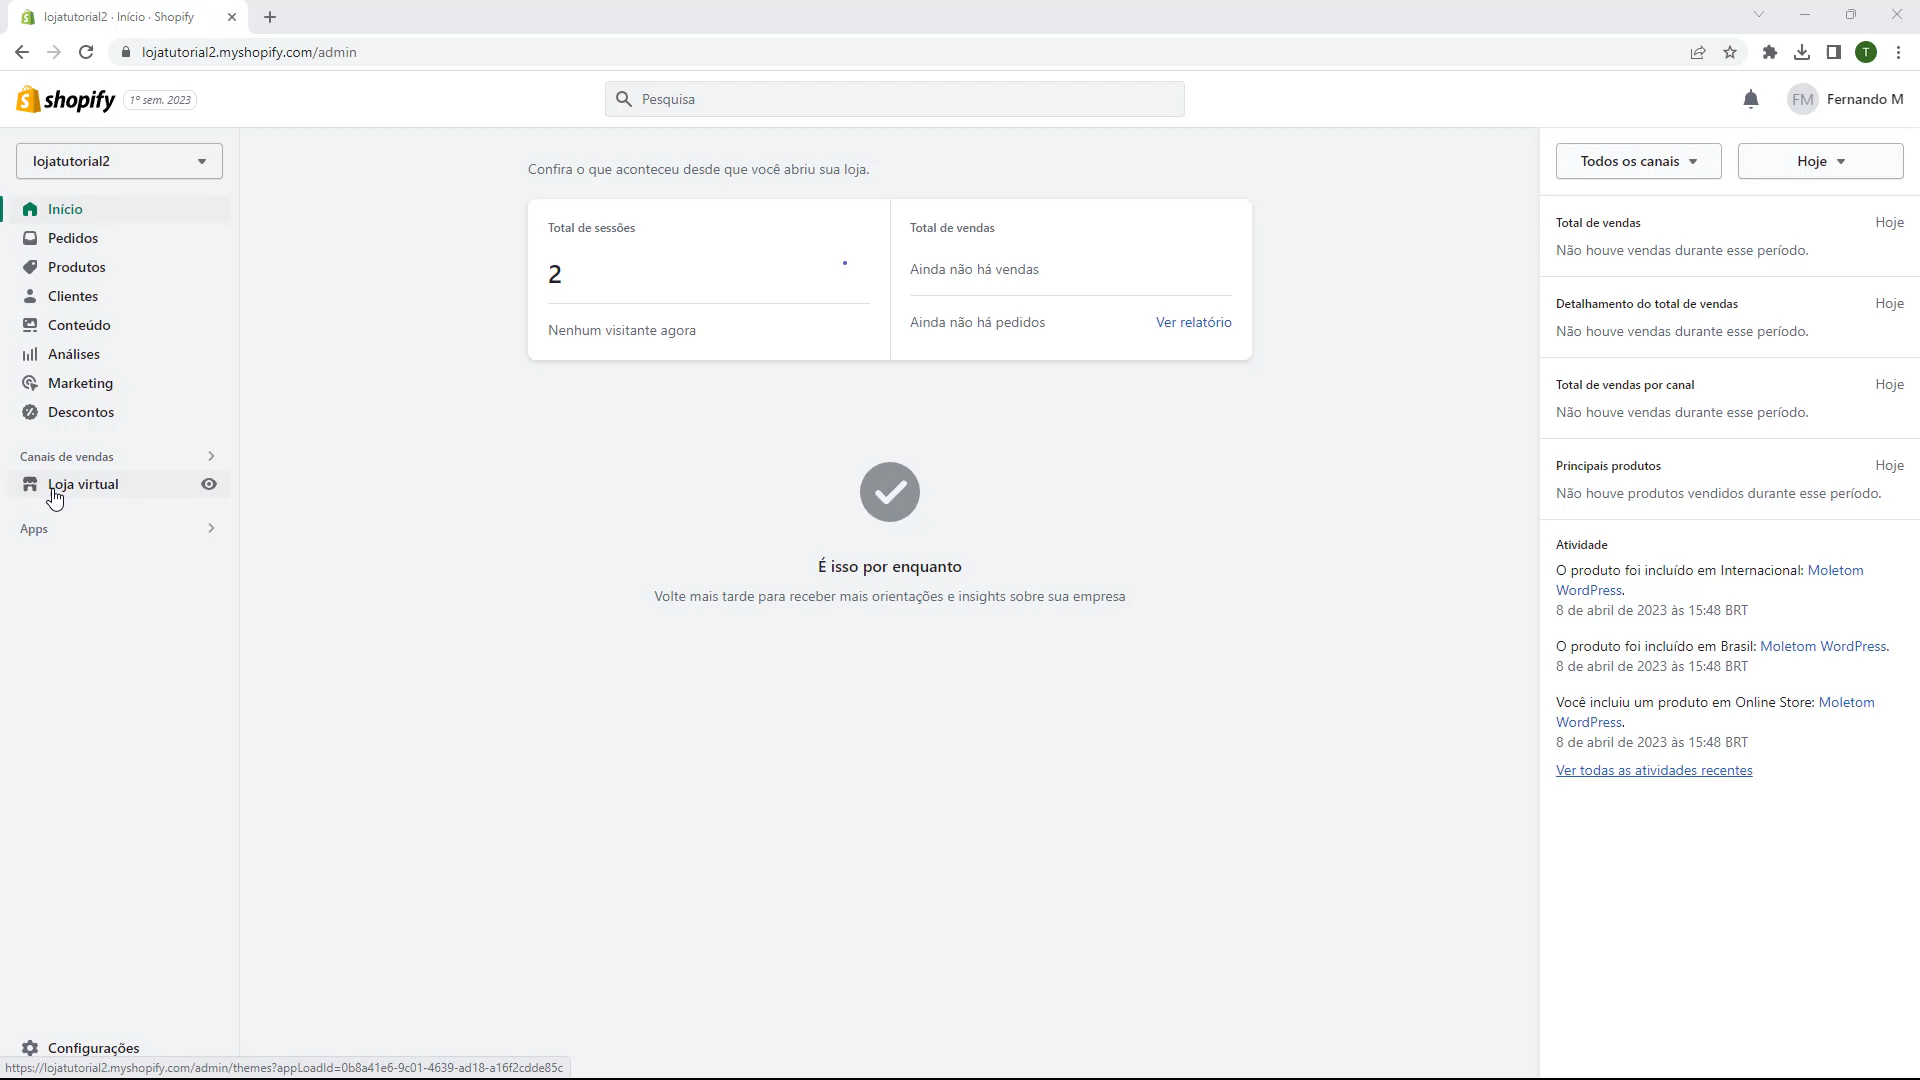 lojatutorial2 · Início · Shopify
lojatutorial2.myshopify.com/admin
T
shopify
1º sem. 2023
Pesquisa
FM
Fernando M
lojatutorial2
Início
Pedidos
Produtos
Clientes
Conteúdo
Análises
Marketing
Descontos
Canais de vendas
Loja virtual
Apps
Configurações
https://lojatutorial2.myshopify.com/admin/themes?appLoadId=0b8a41e6-9c01-4639-ad18-a16f2cdde85c
Confira o que aconteceu desde que você abriu sua loja.
Total de sessões
2
Nenhum visitante agora
Total de vendas
Ainda não há vendas
Ainda não há pedidos
Ver relatório
É isso por enquanto
Volte mais tarde para receber mais orientações e insights sobre sua empresa
Todos os canais
Hoje
Total de vendas
Hoje
Não houve vendas durante esse período.
Detalhamento do total de vendas
Hoje
Não houve vendas durante esse período.
Total de vendas por canal
Hoje
Não houve vendas durante esse período.
Principais produtos
Hoje
Não houve produtos vendidos durante esse período.
Atividade
O produto foi incluído em Internacional: Moletom
WordPress.
8 de abril de 2023 às 15:48 BRT
O produto foi incluído em Brasil: Moletom WordPress.
8 de abril de 2023 às 15:48 BRT
Você incluiu um produto em Online Store: Moletom
WordPress.
8 de abril de 2023 às 15:48 BRT
Ver todas as atividades recentes